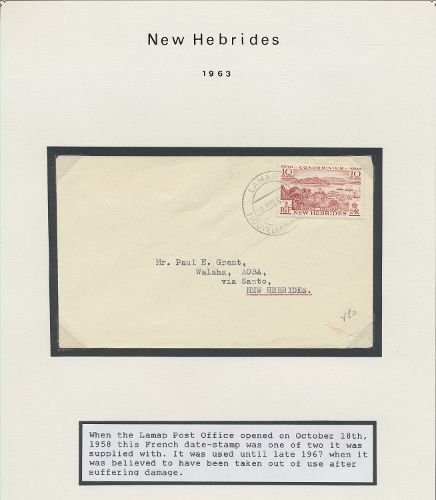 New Hebrides
1963
LAMAP
10 CONDOMINIUM 10
NEW HEBRIDES
Mr. Paul E. Grant,
Walaha, AOBA,
via Santo,
NEW HEBRIDES.
When the Lamap Post Office opened on October 18th,
1958 this French date-stamp was one of two it was
supplied with. It was used until late 1967 when it
was believed to have been taken out of use after
suffering damage.